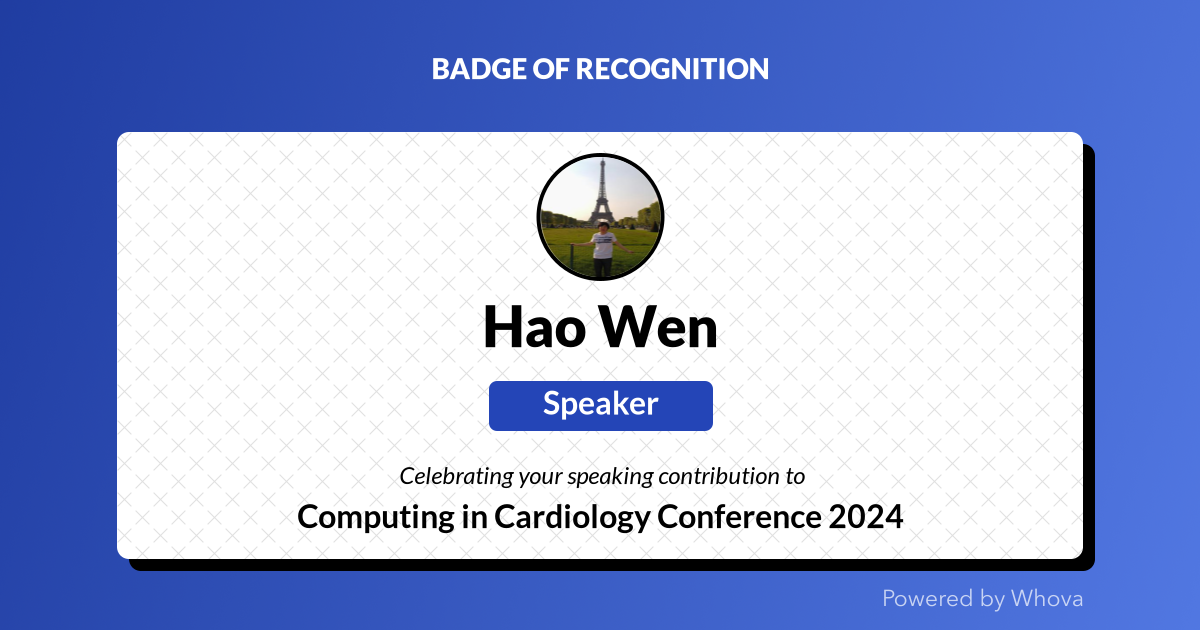 BADGE OF RECOGNITION
Hao Wen
Speaker
Celebrating your speaking contribution to
Computing in Cardiology Conference 2024
Powered by Whova